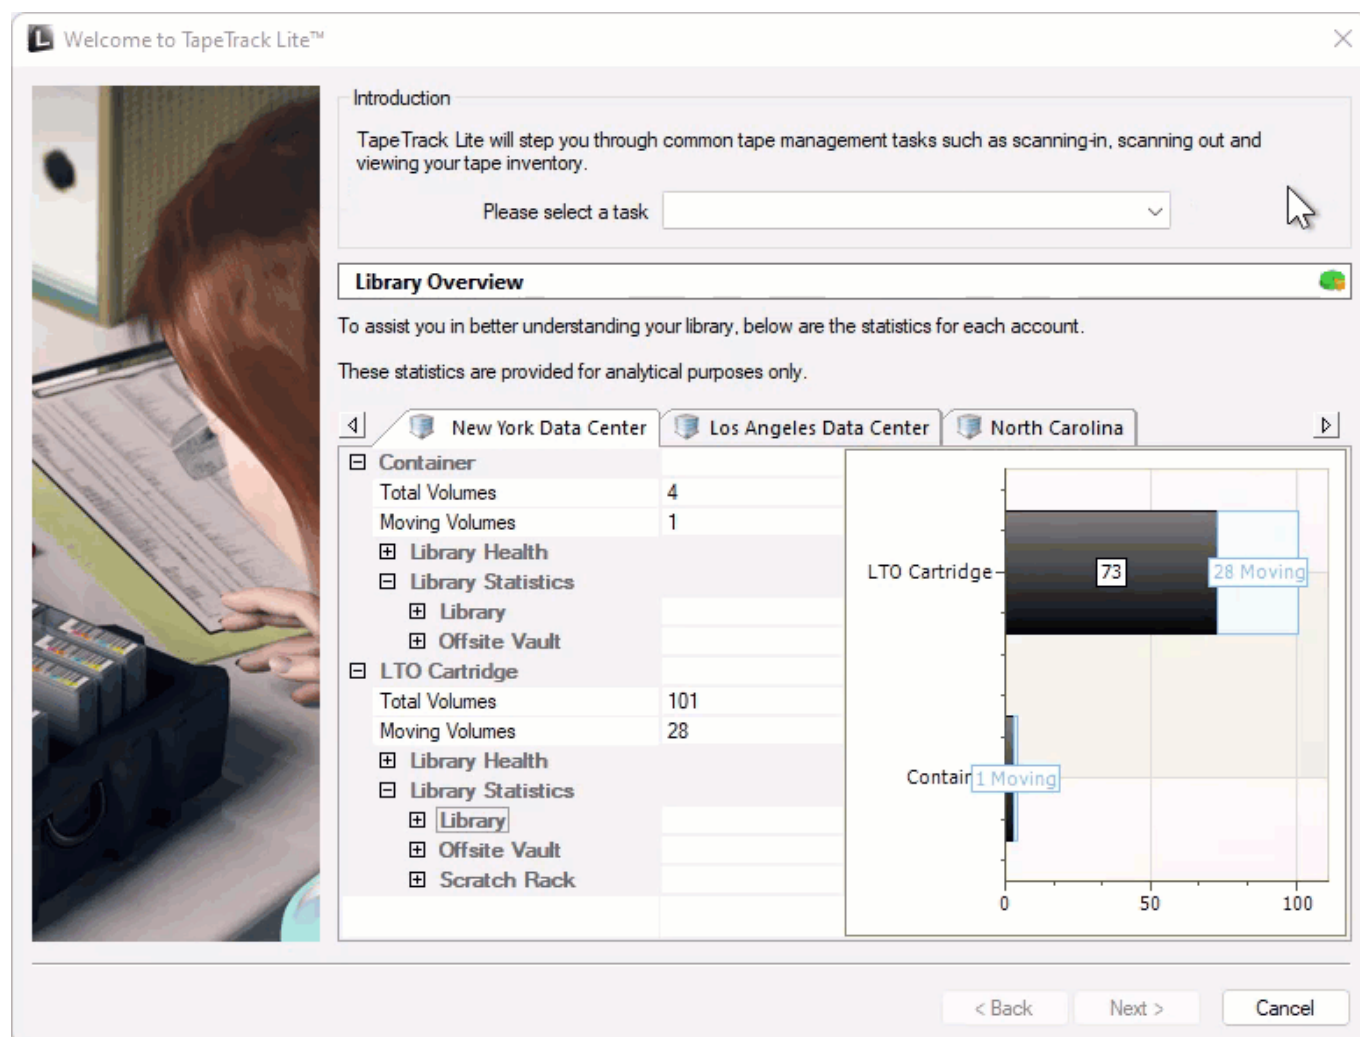 Welcome to TapeTrack Lite™
Introduction
TapeTrack Lite will step you through common tape management tasks such as scanning-in, scanning out and
viewing your tape inventory.
Please select a task
Library Overview
To assist you in better understanding your library, below are the statistics for each account.
These statistics are provided for analytical purposes only.
New York Data Center
Los Angeles Data Center
North Carolina
Container
Total Volumes 4
Moving Volumes 1
Library Health
Library Statistics
Library
Offsite Vault
LTO Cartridge
Total Volumes 101
Moving Volumes 28
Library Health
Library Statistics
Library
Offsite Vault
Scratch Rack
LTO Cartridge
73
28 Moving
Contair
1 Moving
0 50 100
< Back
Next >
Cancel